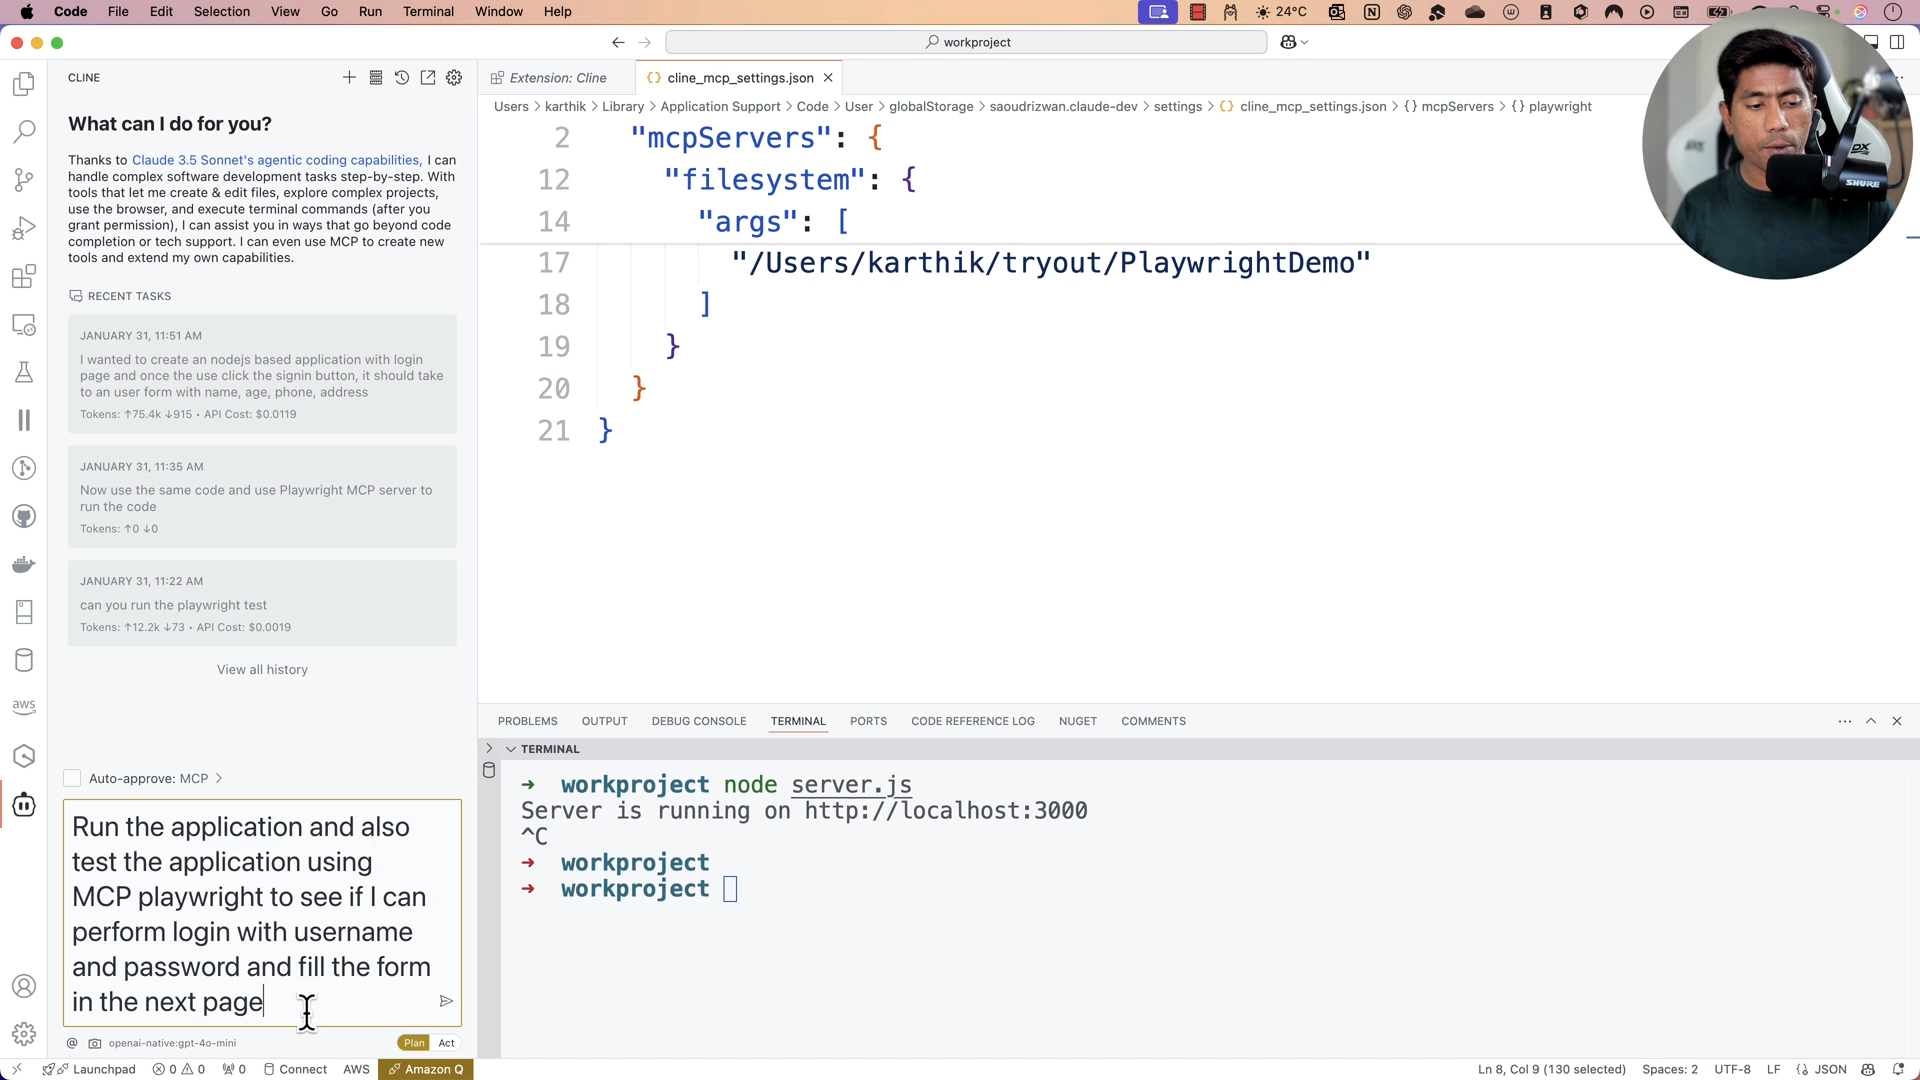 Code File Edit Selection View Go Run Terminal Window Help
24°C
workproject
CLINE
Extension: Cline
{} cline_mcp_settings.json
Users > karthik > Library > Application Support > Code > User > globalStorage > saoudrizwan.claude-dev > settings > {} cline_mcp_settings.json > {} mcpServers > {} playwright
What can I do for you?
Thanks to Claude 3.5 Sonnet's agentic coding capabilities, I can
handle complex software development tasks step-by-step. With
tools that let me create & edit files, explore complex projects,
use the browser, and execute terminal commands (after you
grant permission), I can assist you in ways that go beyond code
completion or tech support. I can even use MCP to create new
tools and extend my own capabilities.
RECENT TASKS
JANUARY 31, 11:51 AM
I wanted to create an nodejs based application with login
page and once the use click the signin button, it should take
to an user form with name, age, phone, address
Tokens: ↑75.4k ↓915 • API Cost: $0.0119
JANUARY 31, 11:35 AM
Now use the same code and use Playwright MCP server to
run the code
Tokens: ↑0 ↓0
JANUARY 31, 11:22 AM
can you run the playwright test
Tokens: ↑12.2k ↓73 • API Cost: $0.0019
View all history
aws
Auto-approve: MCP >
Run the application and also
test the application using
MCP playwright to see if I can
perform login with username
and password and fill the form
in the next page
@ openai-native:gpt-4o-mini
Plan Act
2 "mcpServers": {
12 "filesystem": {
14 "args": [
17 "/Users/karthik/tryout/PlaywrightDemo"
18 ]
19 }
20 }
21 }
SHURE
PROBLEMS OUTPUT DEBUG CONSOLE TERMINAL PORTS CODE REFERENCE LOG NUGET COMMENTS
TERMINAL
→ workproject node server.js
Server is running on http://localhost:3000
^C
→ workproject
→ workproject
Launchpad 0 0 0 Connect AWS Amazon Q
Ln 8, Col 9 (130 selected) Spaces: 2 UTF-8 LF {} JSON